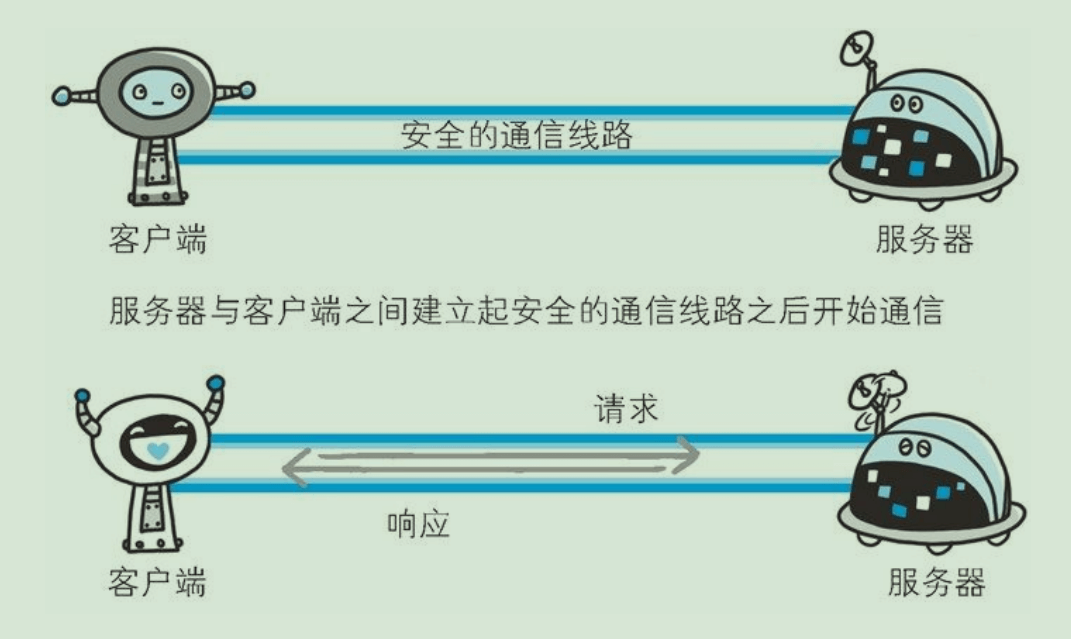 安全的通信线路
客户端
服务器
服务器与客户端之间建立起安全的通信线路之后开始通信
请求
响应
客户端
服务器